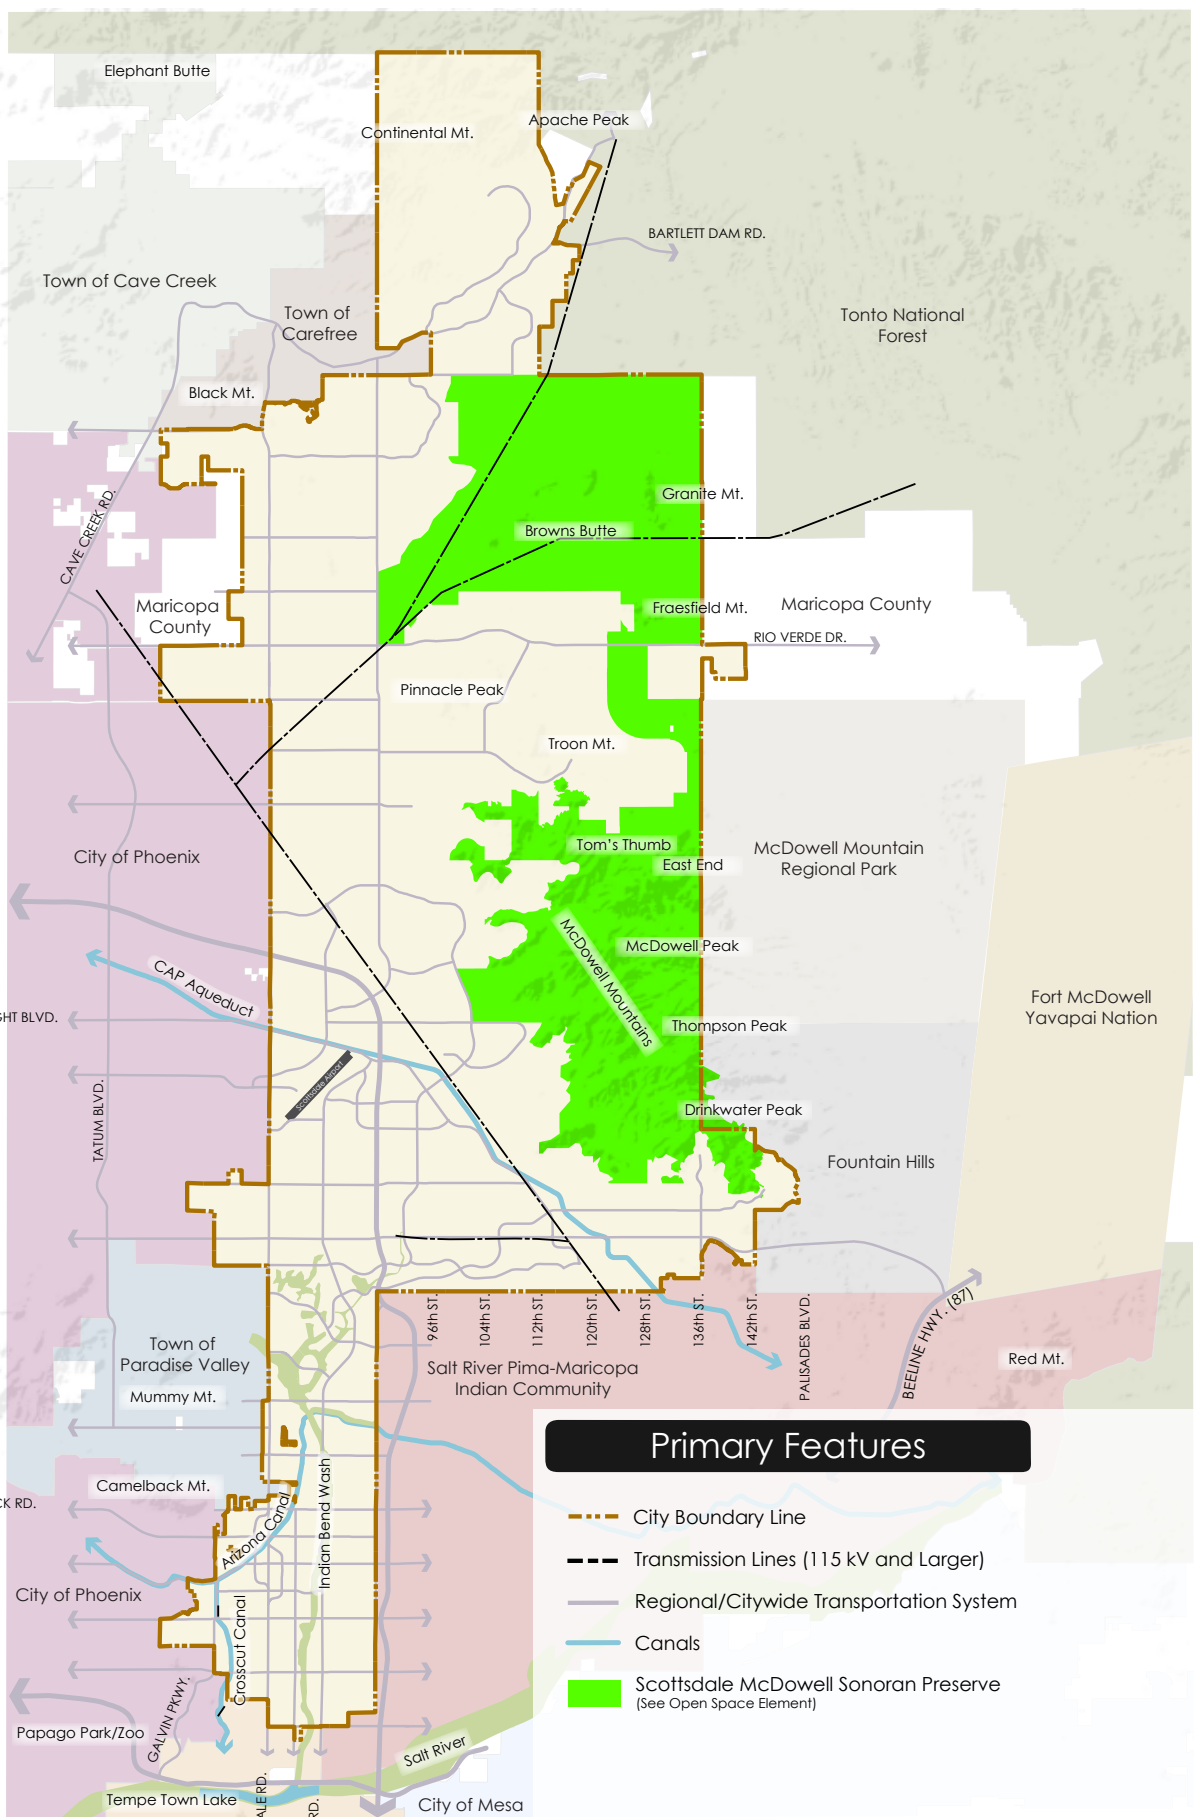 Elephant Butte
Continental Mt.
Apache Peak
BARTLETT DAM RD.
Town of Cave Creek
Town of
Carefree
Tonto National
Forest
Black Mt.
CAVE CREEK RD.
Granite Mt.
Browns Butte
Maricopa
County
Fraesfield Mt.
Maricopa County
RIO VERDE DR.
Pinnacle Peak
Troon Mt.
City of Phoenix
Tom's Thumb
East End
McDowell Mountain
Regional Park
McDowell Peak
McDowell Mountains
CAP Aqueduct
Fort McDowell
Yavapai Nation
GHT BLVD.
Thompson Peak
Scottsdale Airport
TATUM BLVD.
Drinkwater Peak
Fountain Hills
96th ST.
104th ST.
112th ST.
120th ST.
128th ST.
136th ST.
142th ST.
PALISADES BLVD.
BEELINE HWY. (87)
Town of
Paradise Valley
Salt River Pima-Maricopa
Indian Community
Red Mt.
Mummy Mt.
Camelback Mt.
CK RD.
Arizona Canal
Indian Bend Wash
City of Phoenix
Crosscut Canal
GALVIN PKWY.
Papago Park/Zoo
Salt River
Tempe Town Lake
ALE RD.
RD.
City of Mesa
Primary Features
City Boundary Line
Transmission Lines (115 kV and Larger)
Regional/Citywide Transportation System
Canals
Scottsdale McDowell Sonoran Preserve
(See Open Space Element)